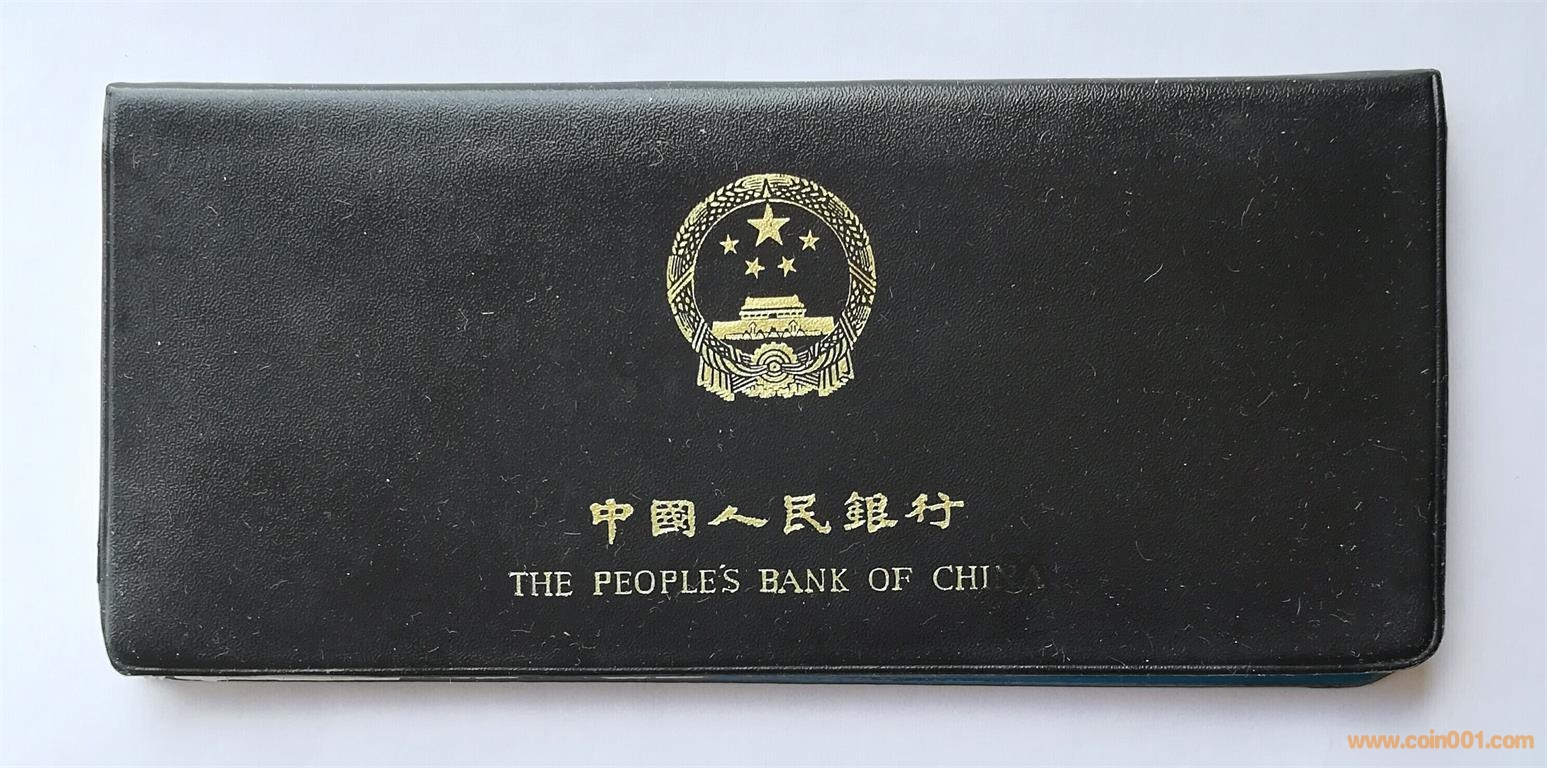 中國人民銀行
THE PEOPLE'S BANK OF CHINA
www.coin001.com